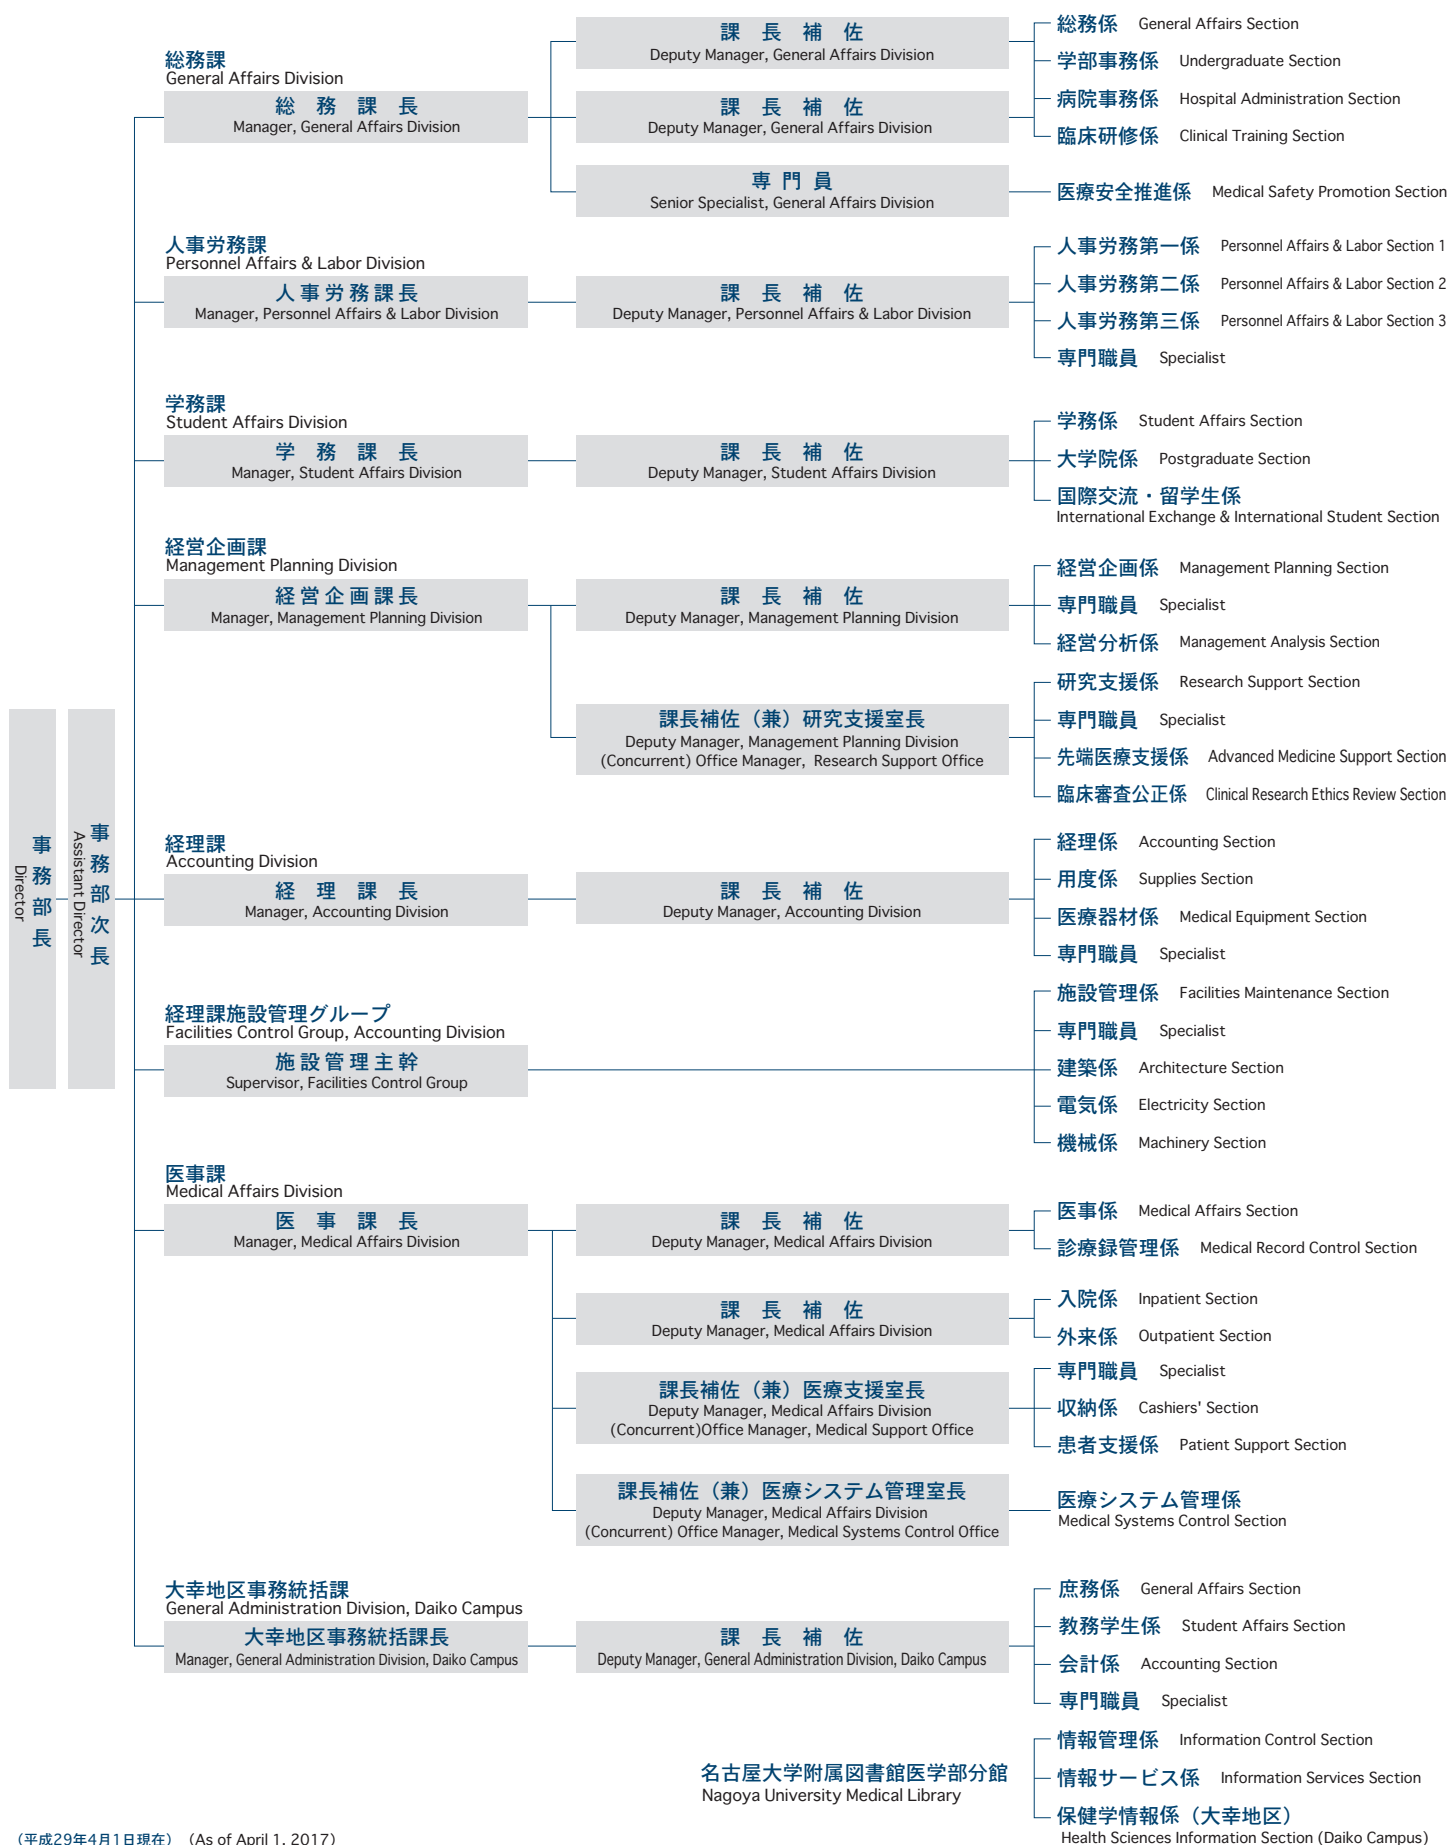 事務部長
Director
事務部次長
Assistant Director
総務課
General Affairs Division
総務課長
Manager, General Affairs Division
課長補佐
Deputy Manager, General Affairs Division
総務係 General Affairs Section
学部事務係 Undergraduate Section
課長補佐
Deputy Manager, General Affairs Division
病院事務係 Hospital Administration Section
臨床研修係 Clinical Training Section
専門員
Senior Specialist, General Affairs Division
医療安全推進係 Medical Safety Promotion Section
人事労務課
Personnel Affairs & Labor Division
人事労務課長
Manager, Personnel Affairs & Labor Division
課長補佐
Deputy Manager, Personnel Affairs & Labor Division
人事労務第一係 Personnel Affairs & Labor Section 1
人事労務第二係 Personnel Affairs & Labor Section 2
人事労務第三係 Personnel Affairs & Labor Section 3
専門職員 Specialist
学務課
Student Affairs Division
学務課長
Manager, Student Affairs Division
課長補佐
Deputy Manager, Student Affairs Division
学務係 Student Affairs Section
大学院係 Postgraduate Section
国際交流・留学生係
International Exchange & International Student Section
経営企画課
Management Planning Division
経営企画課長
Manager, Management Planning Division
課長補佐
Deputy Manager, Management Planning Division
経営企画係 Management Planning Section
専門職員 Specialist
経営分析係 Management Analysis Section
課長補佐（兼）研究支援室長
Deputy Manager, Management Planning Division
(Concurrent) Office Manager, Research Support Office
研究支援係 Research Support Section
専門職員 Specialist
先端医療支援係 Advanced Medicine Support Section
臨床審査公正係 Clinical Research Ethics Review Section
経理課
Accounting Division
経理課長
Manager, Accounting Division
課長補佐
Deputy Manager, Accounting Division
経理係 Accounting Section
用度係 Supplies Section
医療器材係 Medical Equipment Section
専門職員 Specialist
経理課施設管理グループ
Facilities Control Group, Accounting Division
施設管理主幹
Supervisor, Facilities Control Group
施設管理係 Facilities Maintenance Section
専門職員 Specialist
建築係 Architecture Section
電気係 Electricity Section
機械係 Machinery Section
医事課
Medical Affairs Division
医事課長
Manager, Medical Affairs Division
課長補佐
Deputy Manager, Medical Affairs Division
医事係 Medical Affairs Section
診療録管理係 Medical Record Control Section
課長補佐
Deputy Manager, Medical Affairs Division
入院係 Inpatient Section
外来係 Outpatient Section
課長補佐（兼）医療支援室長
Deputy Manager, Medical Affairs Division
(Concurrent)Office Manager, Medical Support Office
専門職員 Specialist
収納係 Cashiers' Section
患者支援係 Patient Support Section
課長補佐（兼）医療システム管理室長
Deputy Manager, Medical Affairs Division
(Concurrent) Office Manager, Medical Systems Control Office
医療システム管理係
Medical Systems Control Section
大幸地区事務統括課
General Administration Division, Daiko Campus
大幸地区事務統括課長
Manager, General Administration Division, Daiko Campus
課長補佐
Deputy Manager, General Administration Division, Daiko Campus
庶務係 General Affairs Section
教務学生係 Student Affairs Section
会計係 Accounting Section
専門職員 Specialist
名古屋大学附属図書館医学部分館
Nagoya University Medical Library
情報管理係 Information Control Section
情報サービス係 Information Services Section
保健学情報係（大幸地区）
Health Sciences Information Section (Daiko Campus)
（平成29年4月1日現在） (As of April 1, 2017)